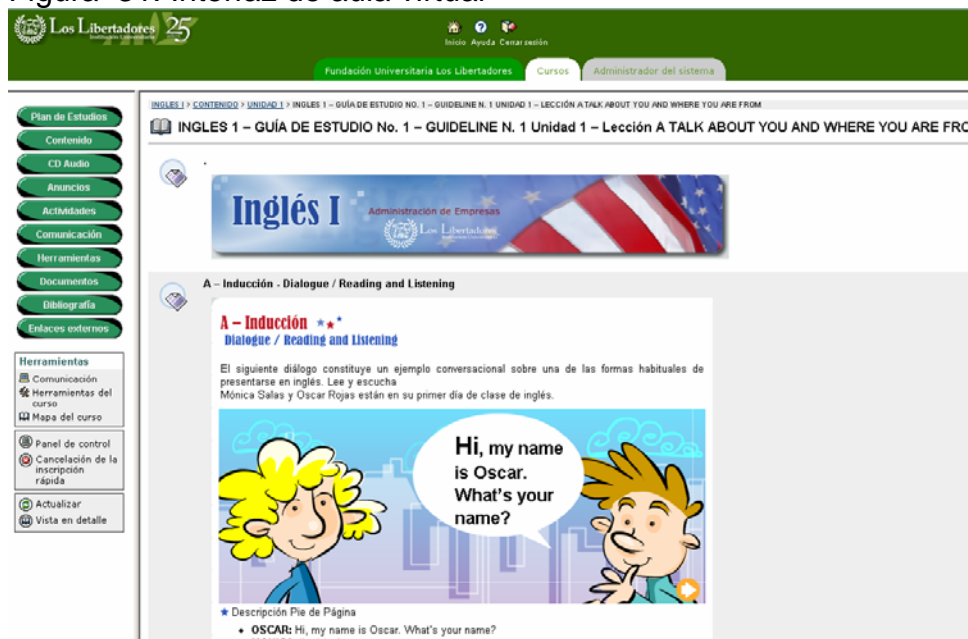 Los Libertadores 25
Institución Universitaria
Inicio Ayuda Cerrar sesión
Fundación Universitaria Los Libertadores Cursos Administrador del sistema
Plan de Estudios
Contenido
CD Audio
Anuncios
Actividades
Comunicación
Herramientas
Documentos
Bibliografía
Enlaces externos
Herramientas
Comunicación
Herramientas del
curso
Mapa del curso
Panel de control
Cancelación de la
inscripción
rápida
Actualizar
Vista en detalle
INGLES I > CONTENIDO > UNIDAD 1 > INGLES 1 – GUÍA DE ESTUDIO NO. 1 – GUIDELINE N. 1 UNIDAD 1 – LECCIÓN A TALK ABOUT YOU AND WHERE YOU ARE FROM
INGLES 1 – GUÍA DE ESTUDIO No. 1 – GUIDELINE N. 1 Unidad 1 – Lección A TALK ABOUT YOU AND WHERE YOU ARE FRO
.
Inglés I
Administración de Empresas
Los Libertadores
A – Inducción - Dialogue / Reading and Listening
A – Inducción
Dialogue / Reading and Listening
El siguiente diálogo constituye un ejemplo conversacional sobre una de las formas habituales de
presentarse en inglés. Lee y escucha
Mónica Salas y Oscar Rojas están en su primer día de clase de inglés.
Hi, my name
is Oscar.
What's your
name?
Descripción Pie de Página
• OSCAR: Hi, my name is Oscar. What's your name?